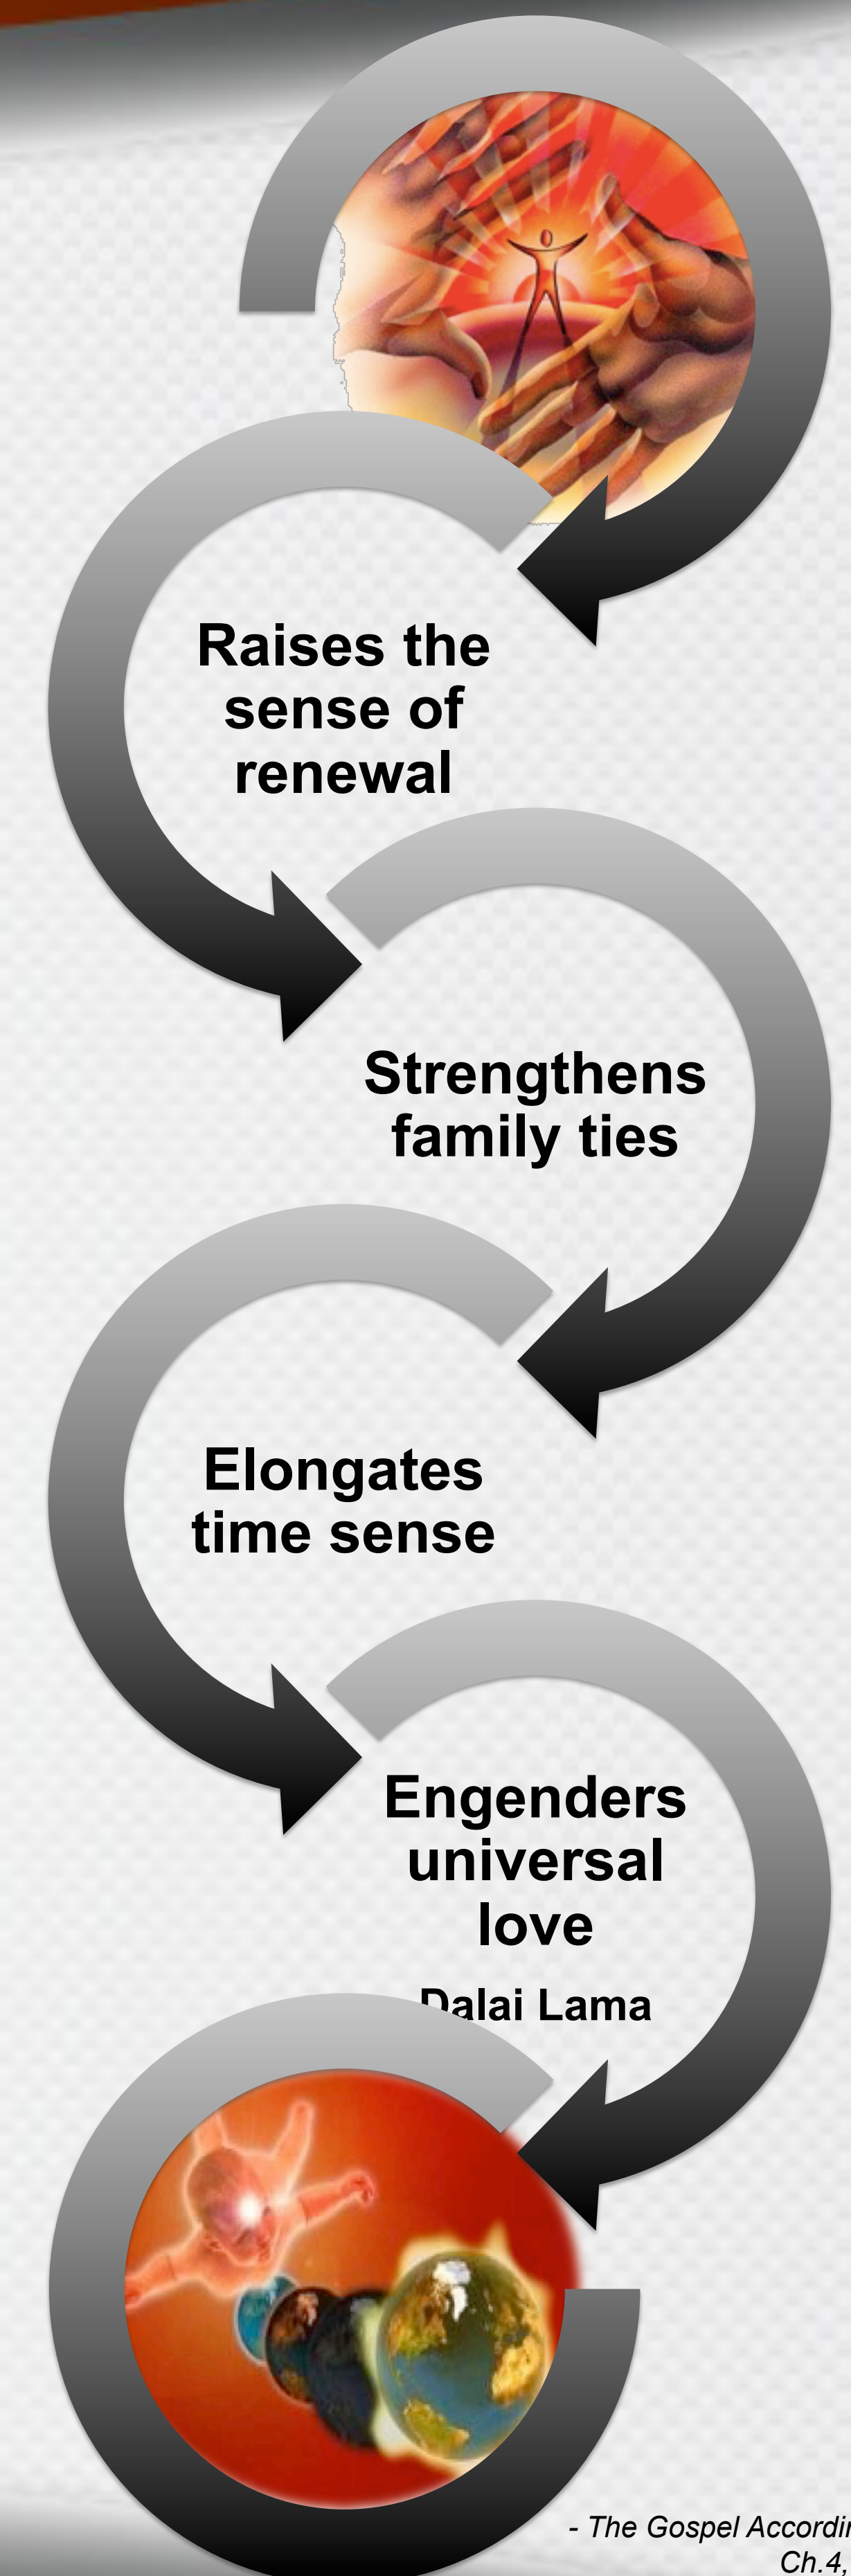 Raises the
sense of
renewal
Strengthens
family ties
Elongates
time sense
Engenders
universal
love
Dalai Lama
- The Gospel
Ch.4,